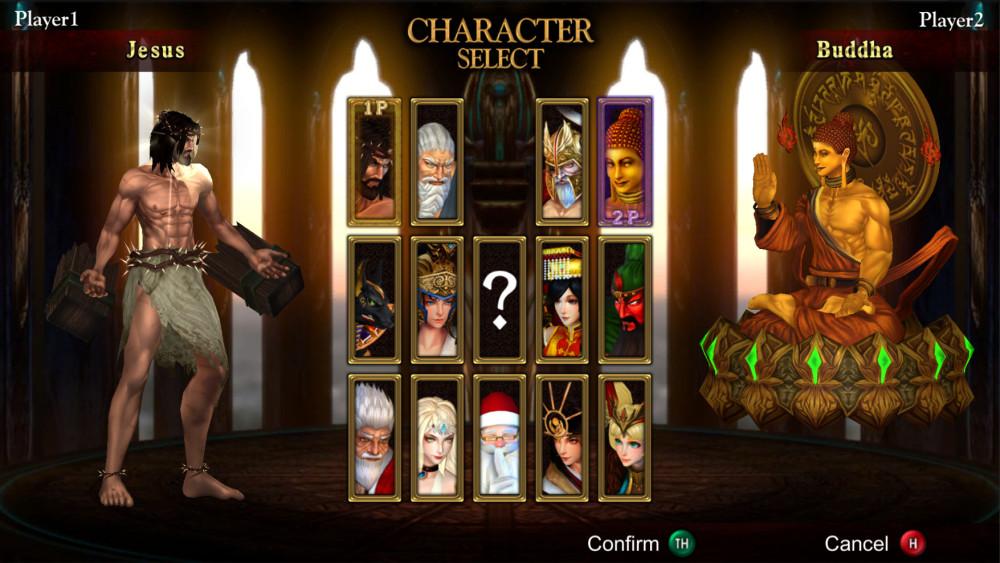 Player1
Player2
CHARACTER
SELECT
Jesus
Buddha
1P
2P
?
Confirm TH
Cancel H